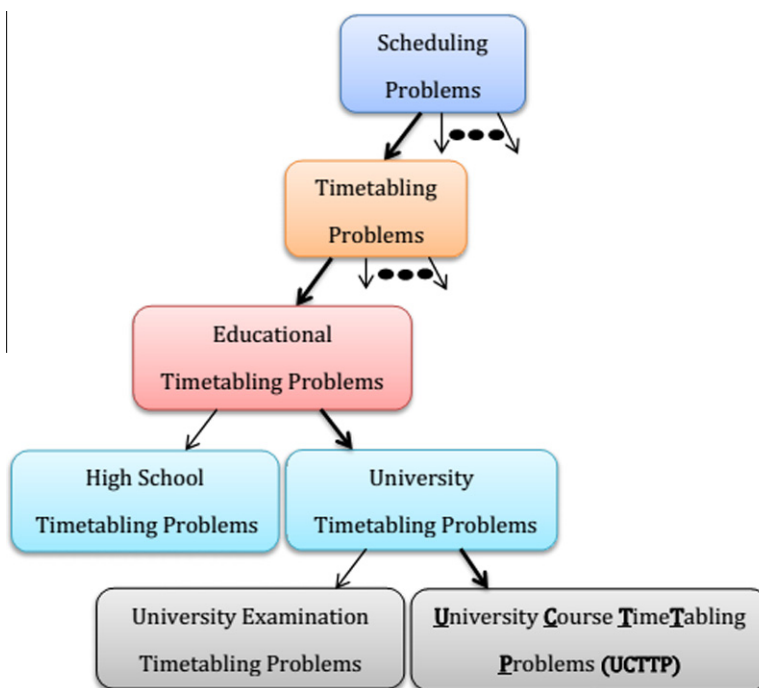 Scheduling
Problems
Timetabling
Problems
Educational
Timetabling Problems
High School
Timetabling Problems
University
Timetabling Problems
University Examination
Timetabling Problems
University Course TimeTabling
Problems (UCTTP)